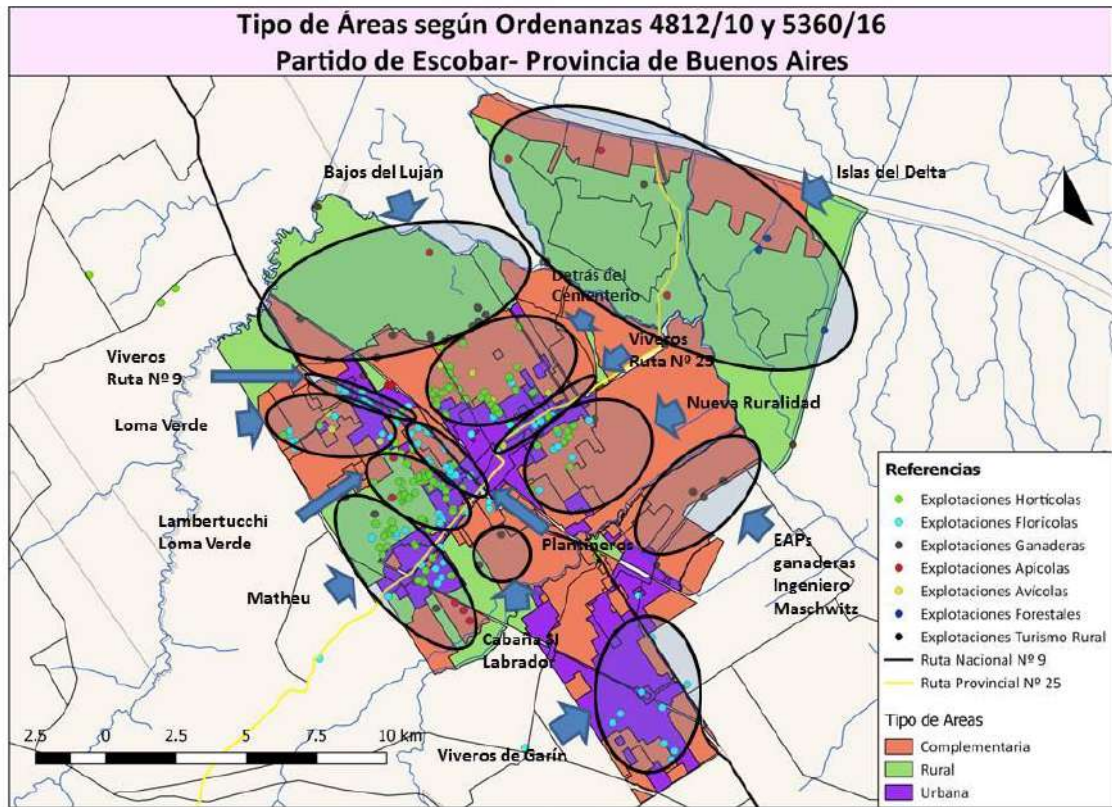 Tipo de Áreas según Ordenanzas 4812/10 y 5360/16
Partido de Escobar- Provincia de Buenos Aires
Bajos del Lujan
Islas del Delta
Detrás del
Cementerio
Viveros
Ruta Nº 9
Viveros
Ruta Nº 25
Loma Verde
Nueva Ruralidad
Lambertucchi
Loma Verde
Plantineros
EAPs
ganaderas
Ingeniero
Maschwitz
Matheu
Cabaña El
Labrador
Viveros de Garín
2.5 0 2.5 5 7.5 10 km
Referencias
Explotaciones Hortícolas
Explotaciones Florícolas
Explotaciones Ganaderas
Explotaciones Apícolas
Explotaciones Avícolas
Explotaciones Forestales
Explotaciones Turismo Rural
Ruta Nacional Nº 9
Ruta Provincial Nº 25
Tipo de Areas
Complementaria
Rural
Urbana